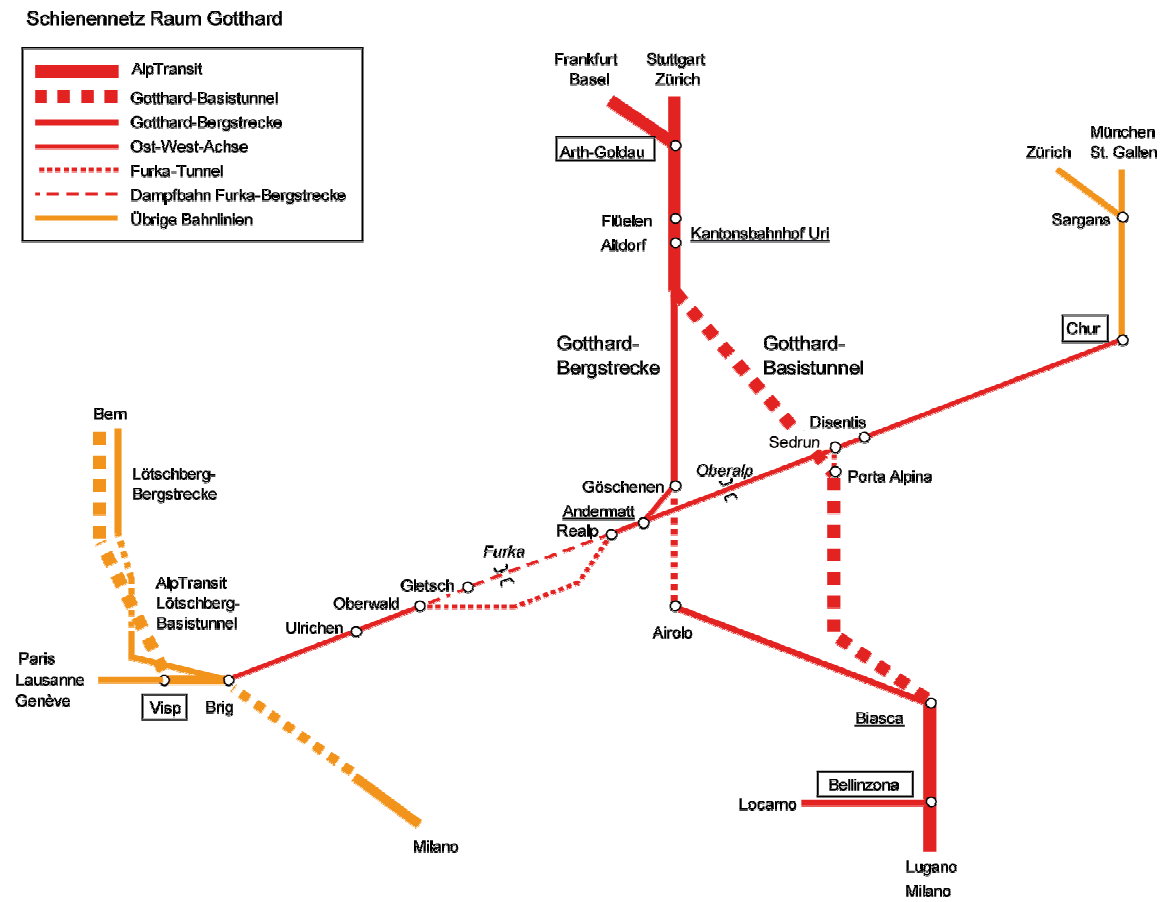 Schienennetz Raum Gotthard
AlpTransit
Gotthard-Basistunnel
Gotthard-Bergstrecke
Ost-West-Achse
Furka-Tunnel
Dampfbahn Furka-Bergstrecke
Übrige Bahnlinien
Frankfurt
Basel
Stuttgart
Zürich
Arth-Goldau
München
St. Gallen
Zürich
Sargans
Flüelen
Altdorf
Kantonsbahnhof Uri
Chur
Gotthard-
Bergstrecke
Gotthard-
Basistunnel
Bern
Disentis
Sedrun
Lötschberg-
Bergstrecke
Oberalp
Porta Alpina
Göschenen
Andermatt
Realp
Furka
Gletsch
AlpTransit
Lötschberg-
Basistunnel
Oberwald
Ulrichen
Airolo
Paris
Lausanne
Genève
Visp
Brig
Biasca
Bellinzona
Locarno
Milano
Lugano
Milano